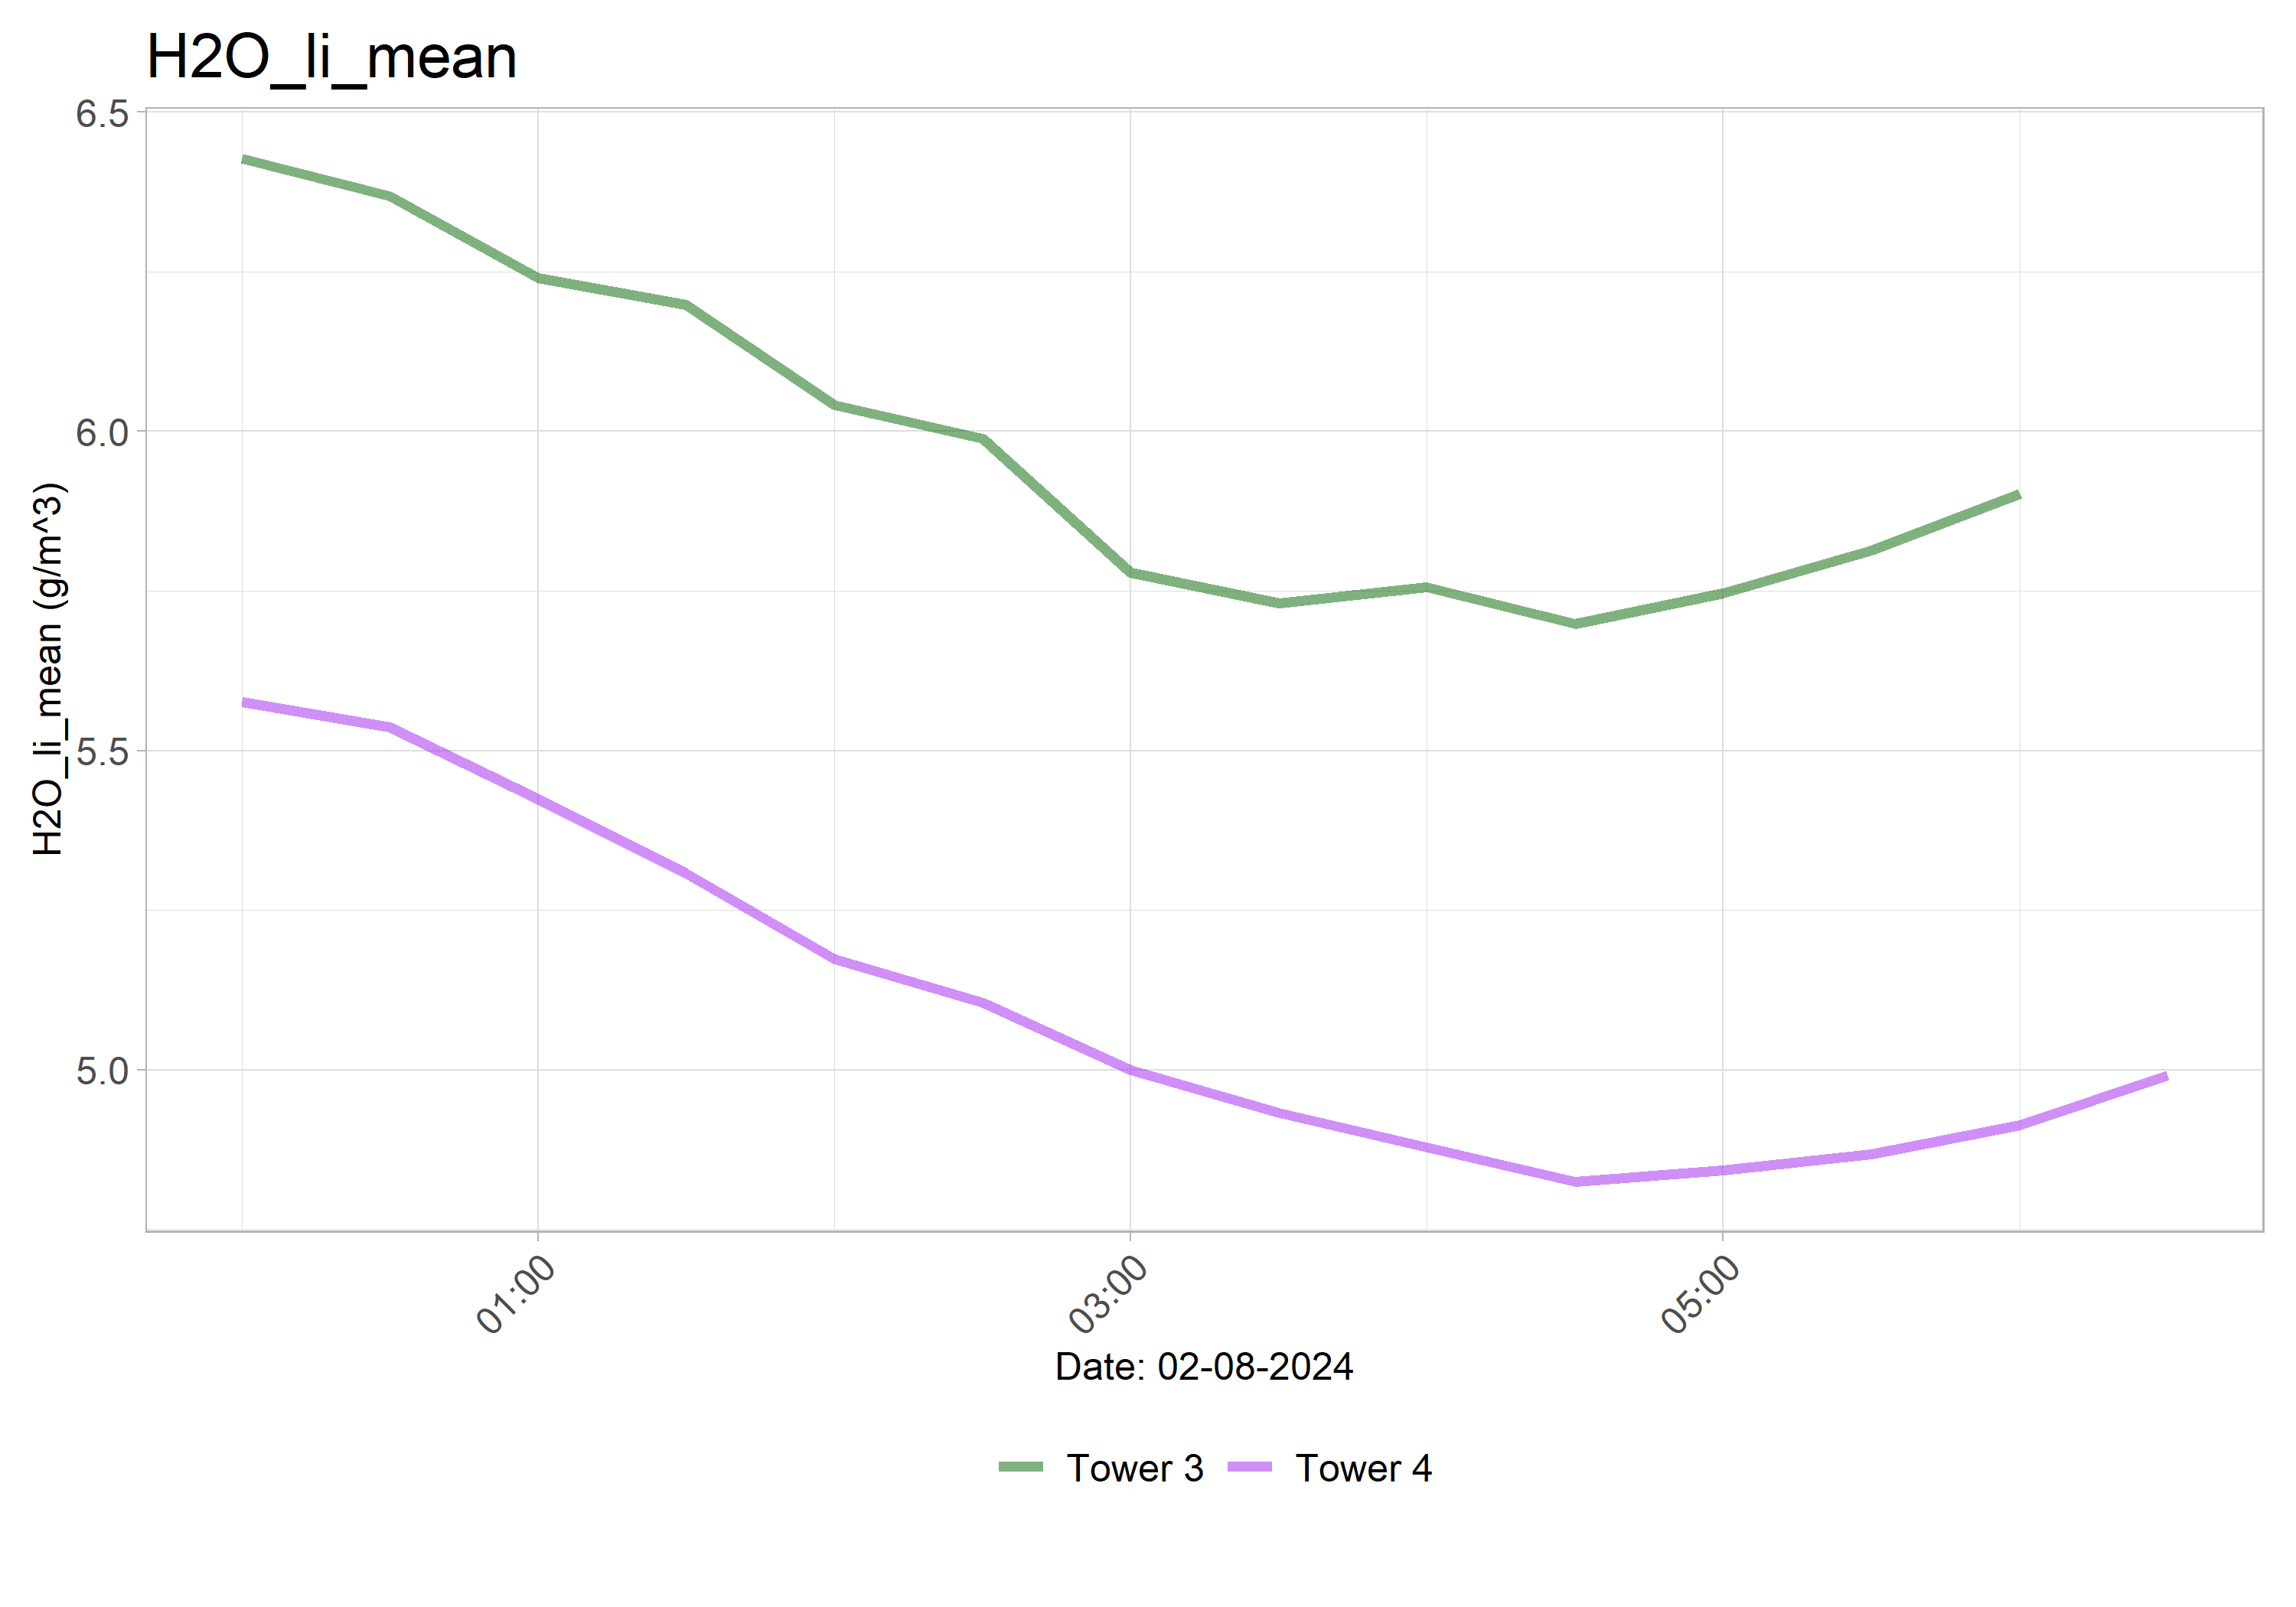 H2O_li_mean
6.5
6.0
5.5
5.0
H2O_li_mean (g/m^3)
01:00
03:00
05:00
Date: 02-08-2024
Tower 3
Tower 4